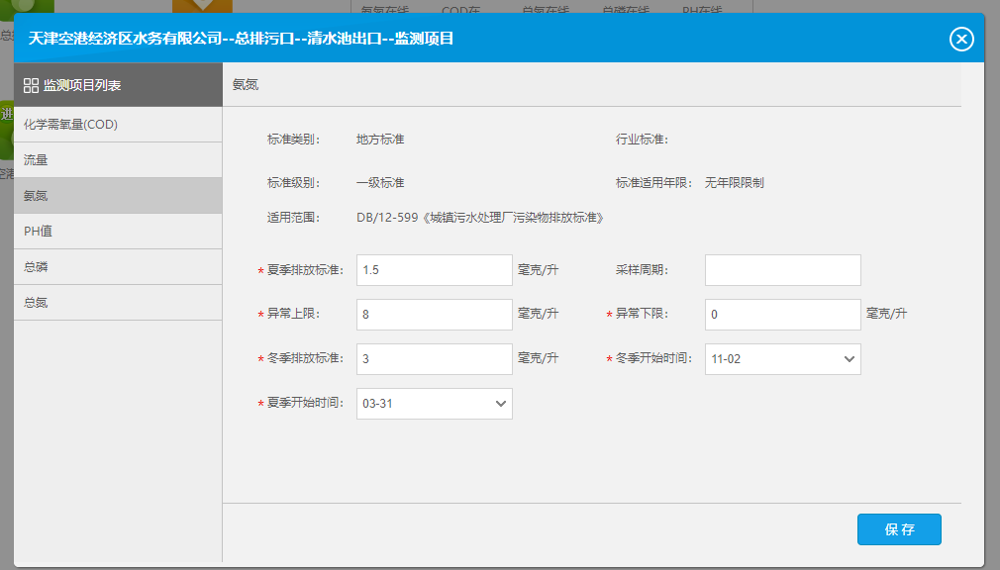 氨氮在线 COD在 总氮在线 总磷在线 PH在线
天津空港经济区水务有限公司--总排污口--清水池出口--监测项目
监测项目列表
氨氮
化学需氧量(COD)
流量
氨氮
PH值
总磷
总氮
标准类别： 地方标准 行业标准：
标准级别： 一级标准 标准适用年限： 无年限限制
适用范围： DB/12-599《城镇污水处理厂污染物排放标准》
* 夏季排放标准： 1.5 毫克/升 采样周期：
* 异常上限： 8 毫克/升 * 异常下限： 0 毫克/升
* 冬季排放标准： 3 毫克/升 * 冬季开始时间： 11-02
* 夏季开始时间： 03-31
保 存
总
进
空港